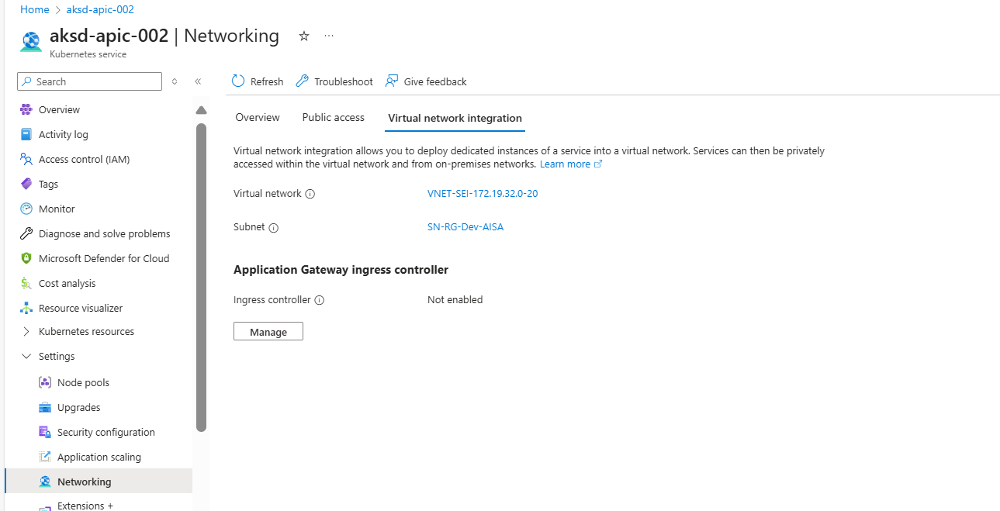 Home > aksd-apic-002
aksd-apic-002 | Networking
Kubernetes service
Search
Overview
Activity log
Access control (IAM)
Tags
Monitor
Diagnose and solve problems
Microsoft Defender for Cloud
Cost analysis
Resource visualizer
Kubernetes resources
Settings
Node pools
Upgrades
Security configuration
Application scaling
Networking
Extensions +
Refresh Troubleshoot Give feedback
Overview Public access Virtual network integration
Virtual network integration allows you to deploy dedicated instances of a service into a virtual network. Services can then be privately
accessed within the virtual network and from on-premises networks. Learn more
Virtual network VNET-SEI-172.19.32.0-20
Subnet SN-RG-Dev-AISA
Application Gateway ingress controller
Ingress controller Not enabled
Manage